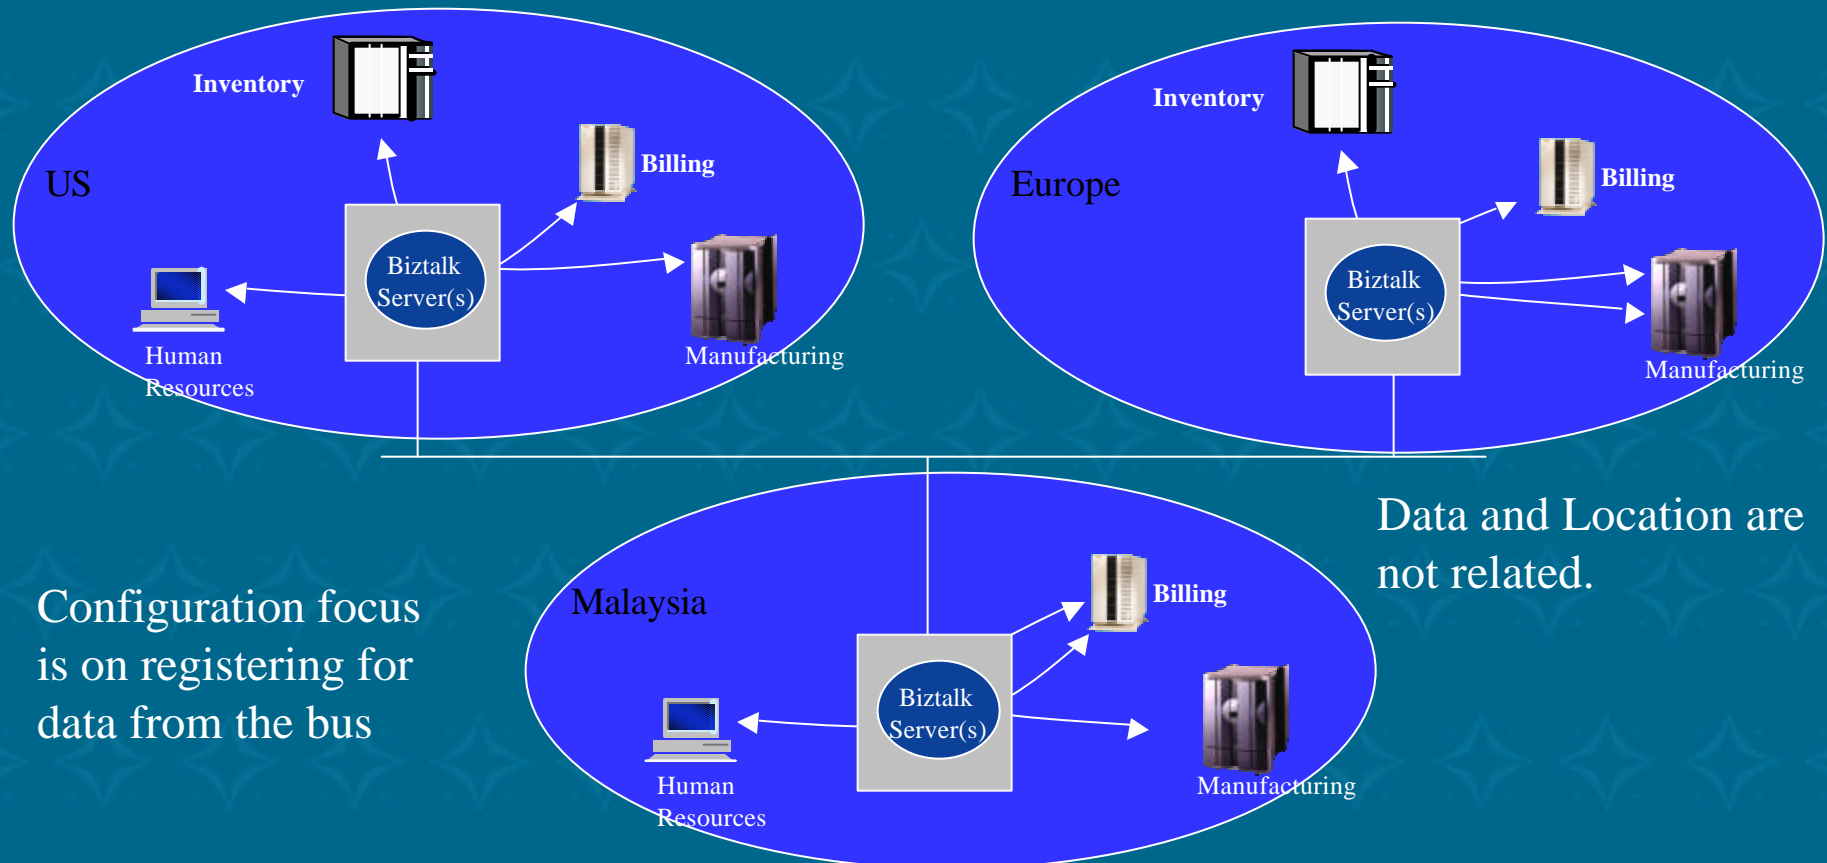 US
Inventory
Billing
Biztalk
Server(s)
Human
Resources
Manufacturing
Europe
Inventory
Billing
Biztalk
Server(s)
Manufacturing
Data and Location are
not related.
Configuration focus
is on registering for
data from the bus
Malaysia
Billing
Biztalk
Server(s)
Human
Resources
Manufacturing